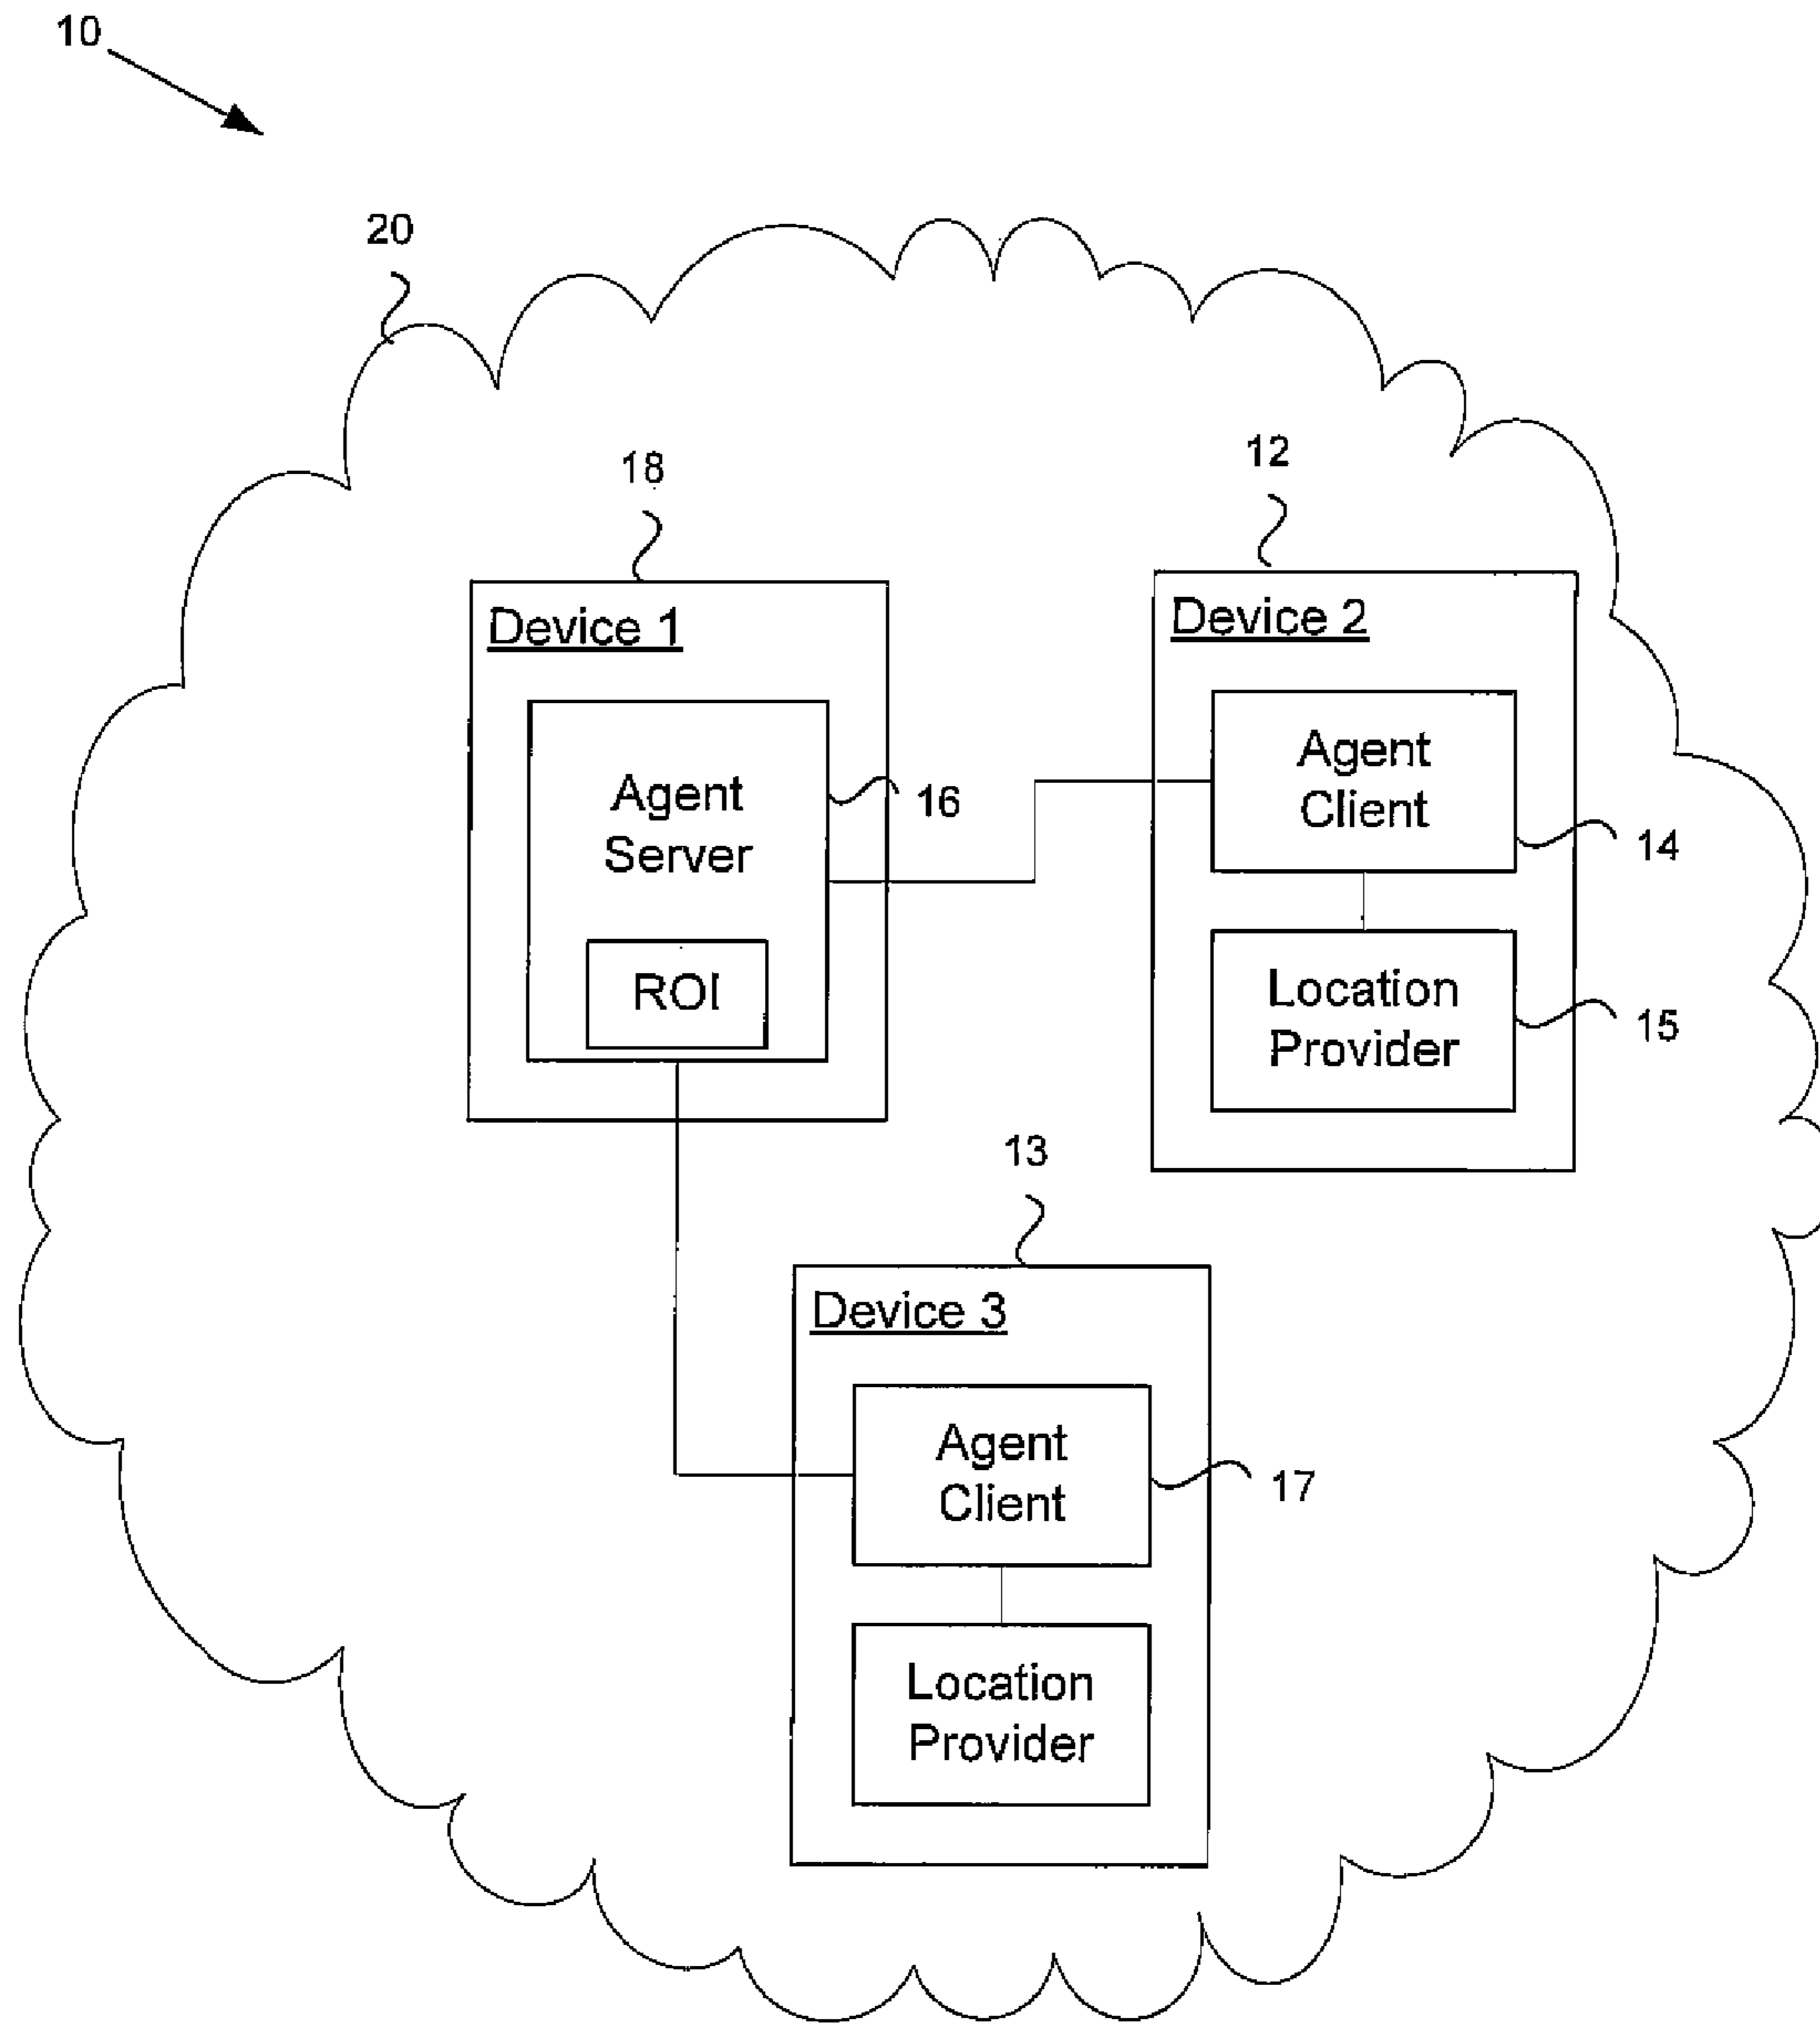 10
20
18
12
Device 1
Device 2
Agent
Server
16
ROI
Agent
Client
14
Location
Provider
15
13
Device 3
Agent
Client
17
Location
Provider